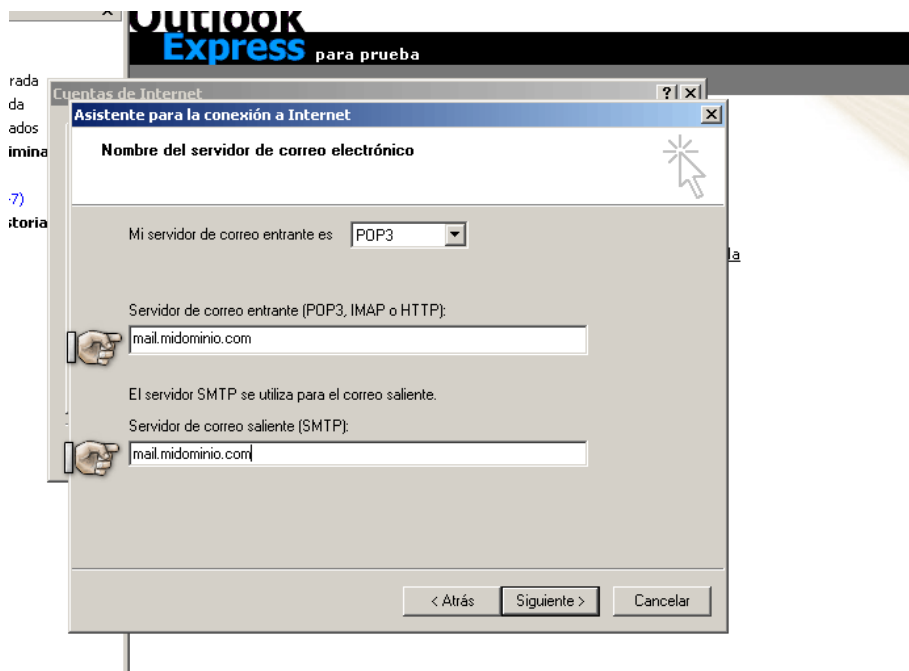 Outlook
Express para prueba
rada
da
ados
imina
-7)
storia
Cuentas de Internet
Asistente para la conexión a Internet
Nombre del servidor de correo electrónico
Mi servidor de correo entrante es POP3
la
Servidor de correo entrante (POP3, IMAP o HTTP):
mail.midominio.com
El servidor SMTP se utiliza para el correo saliente.
Servidor de correo saliente (SMTP):
mail.midominio.com
< Atrás Siguiente > Cancelar